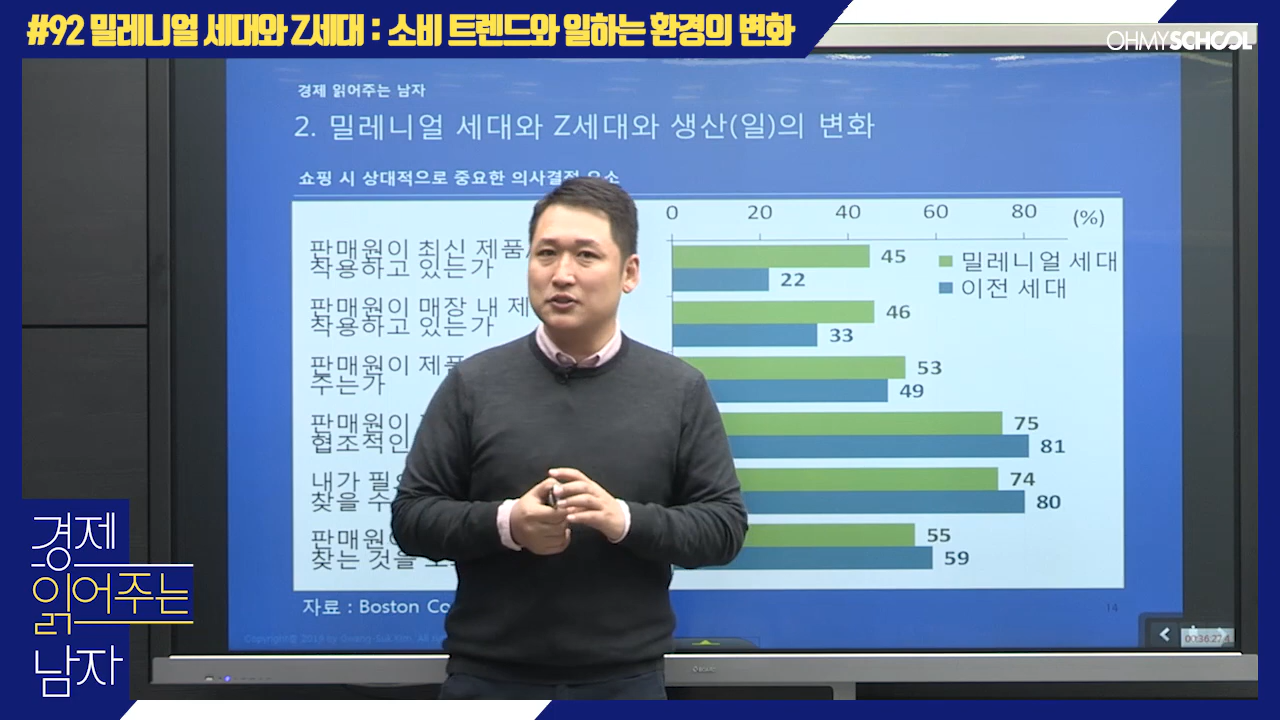 #92 밀레니얼 세대와 Z세대 : 소비 트렌드와 일하는 환경의 변화
OHMYSCHOOL
경제 읽어주는 남자
2. 밀레니얼 세대와 Z세대와 생산(일)의 변화
쇼핑 시 상대적으로 중요한 의사결정 요소
0 20 40 60 80 (%)
판매원이 최신 제품
착용하고 있는가
45
22
밀레니얼 세대
이전 세대
판매원이 매장 내
착용하고 있는가
46
33
판매원이
주는가
53
49
판매원이
협조적인
75
81
내가
찾을 수
74
80
판매원
찾는 것을
55
59
자료 : Boston
14
경제
읽어주는
남자